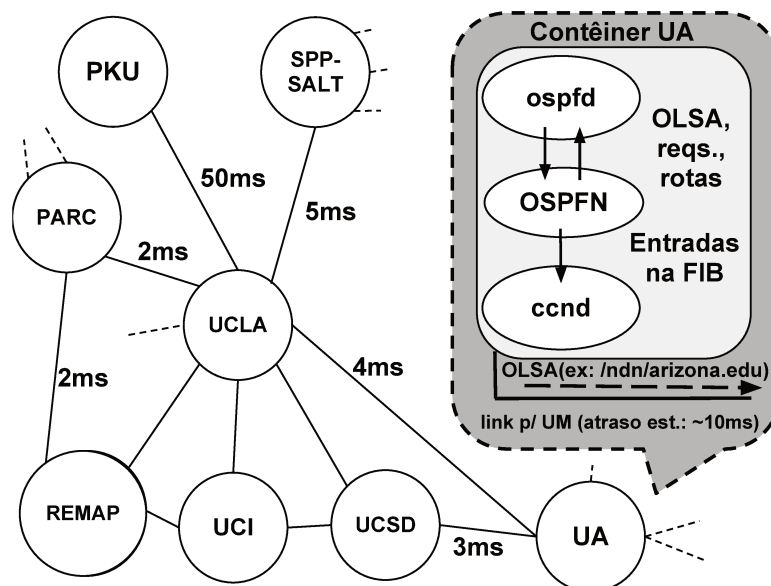 PKU
SPP-
SALT
50ms
5ms
PARC
2ms
UCLA
2ms
4ms
REMAP
UCI
UCSD
3ms
UA
Contêiner UA
ospfd
OLSA,
reqs.,
rotas
OSPFN
Entradas
na FIB
ccnd
OLSA(ex: /ndn/arizona.edu)
link p/ UM (atraso est.: ~10ms)